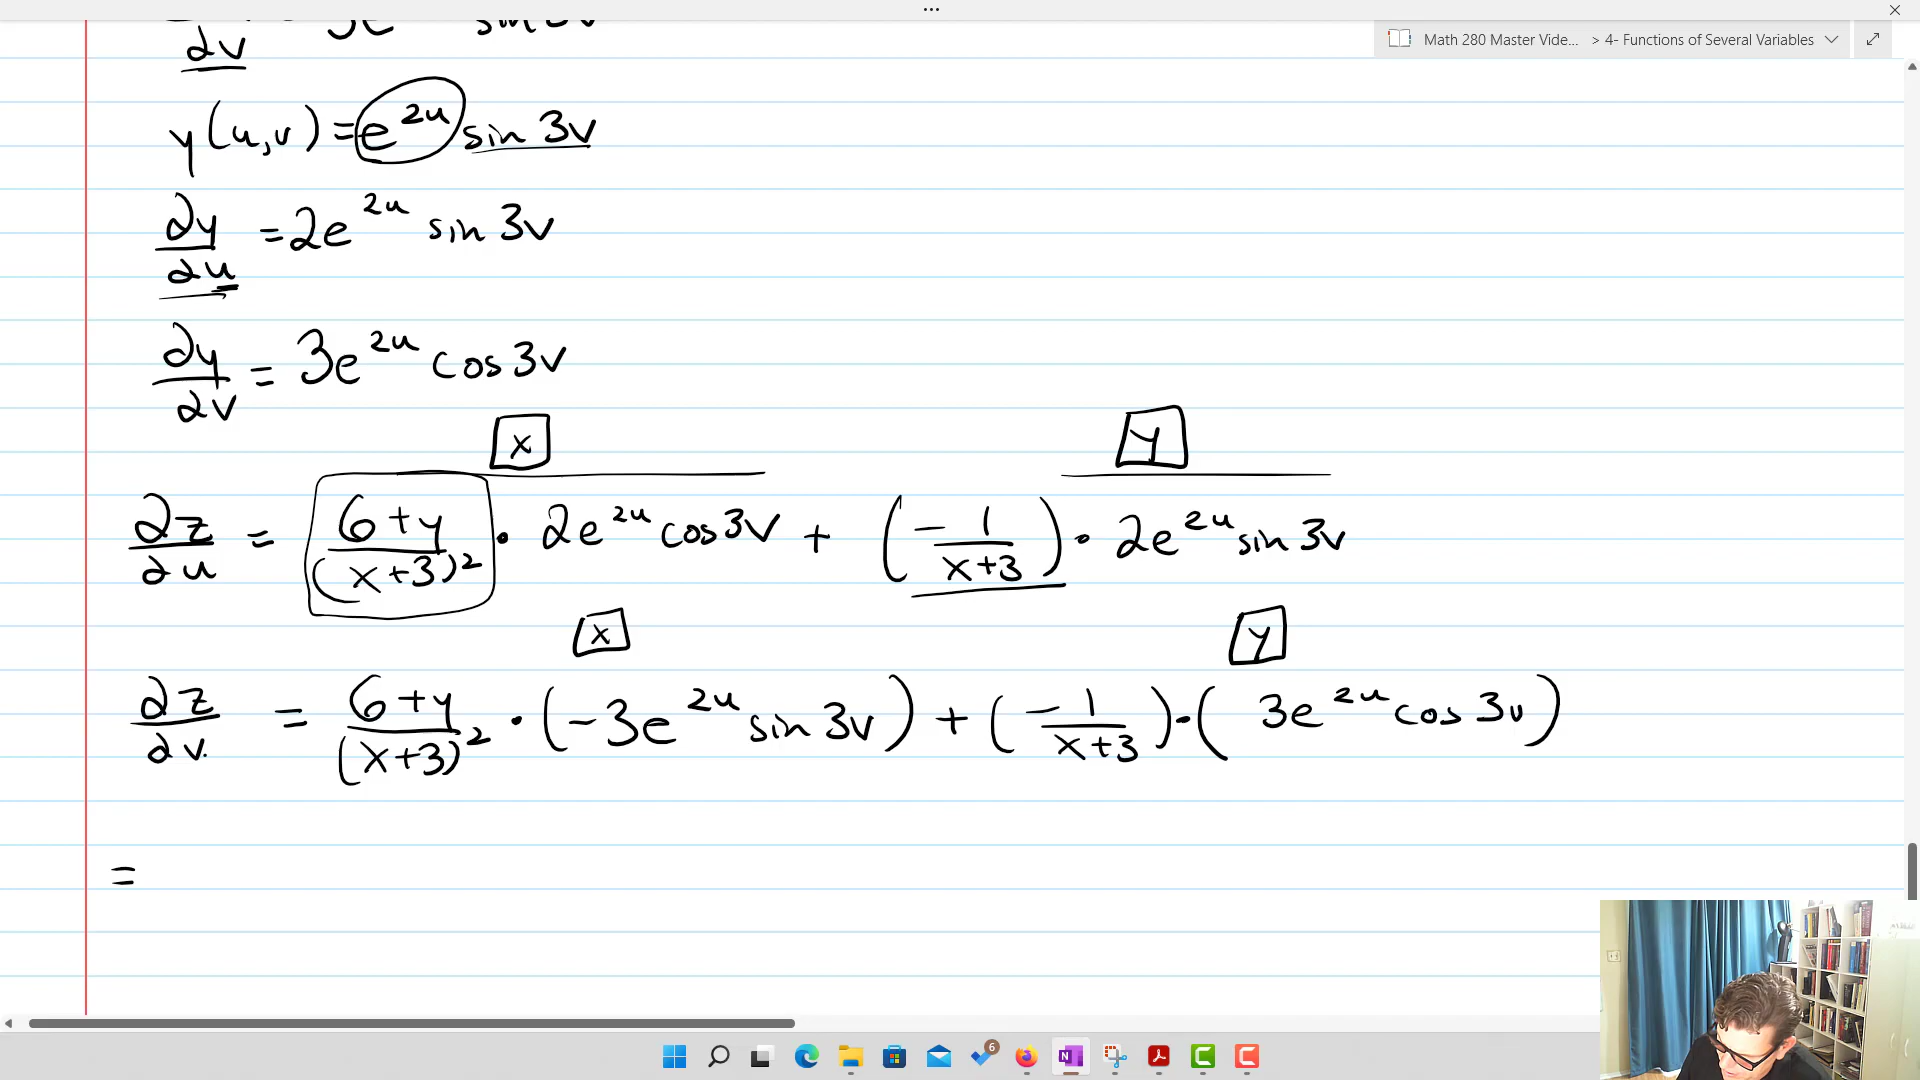 Math 280 Master Vide... > 4- Functions of Several Variables
∂v
y(u,v) = e^{2u} sin 3v
∂y/∂u = 2e^{2u} sin 3v
∂y/∂v = 3e^{2u} cos 3v
x y
∂z/∂u = (6+y)/(x+3)^2 · 2e^{2u} cos 3v + (-1/(x+3)) · 2e^{2u} sin 3v
x y
∂z/∂v = (6+y)/(x+3)^2 · (-3e^{2u} sin 3v) + (-1/(x+3)) · (3e^{2u} cos 3v)
=
6